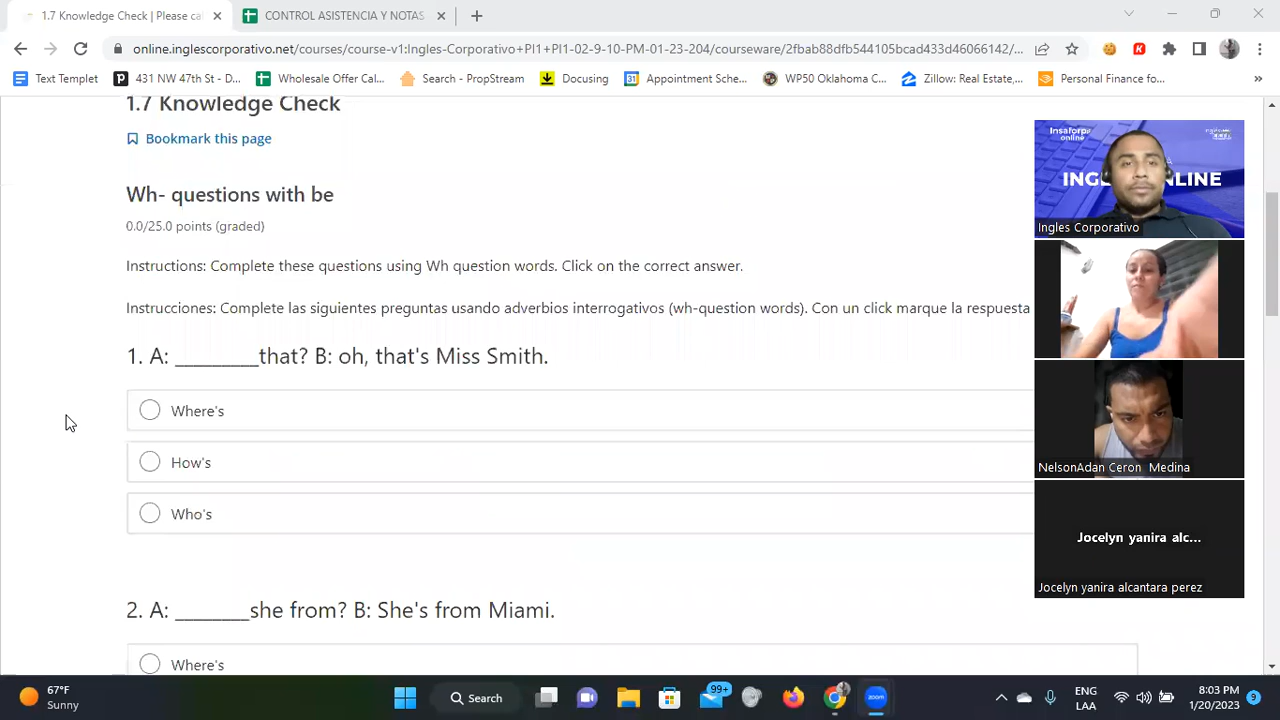 1.7 Knowledge Check | Please ca
CONTROL ASISTENCIA Y NOTAS
online.inglescorporativo.net/courses/course-v1:Ingles-Corporativo+PI1+PI1-02-9-10-PM-01-23-204/courseware/2fbab88dfb544105bcad433d46066142/...
Text Templet
431 NW 47th St - D...
Wholesale Offer Cal...
Search - PropStream
Docusing
Appointment Sche...
WP50 Oklahoma C...
Zillow: Real Estate,...
Personal Finance fo...
1.7 Knowledge Check
Bookmark this page
Wh- questions with be
0.0/25.0 points (graded)
Instructions: Complete these questions using Wh question words. Click on the correct answer.
Instrucciones: Complete las siguientes preguntas usando adverbios interrogativos (wh-question words). Con un click marque la respuesta
1. A: _________that? B: oh, that's Miss Smith.
Where's
How's
Who's
2. A: ________she from? B: She's from Miami.
Where's
Insaforp
online
INGL
NLINE
Ingles Corporativo
NelsonAdan Ceron Medina
Jocelyn yanira alc...
Jocelyn yanira alcantara perez
67°F
Sunny
Search
99+
ENG
LAA
8:03 PM
1/20/2023
9